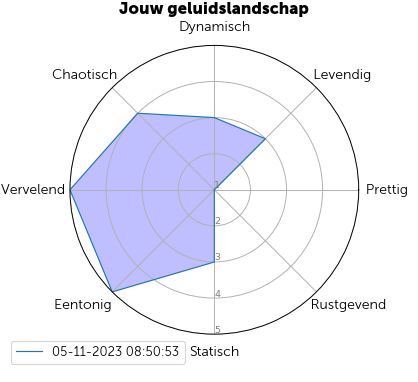 Jouw geluidslandschap
Dynamisch
Chaotisch
Levendig
Vervelend
Prettig
1
2
3
4
5
Eentonig
Rustgevend
05-11-2023 08:50:53
Statisch